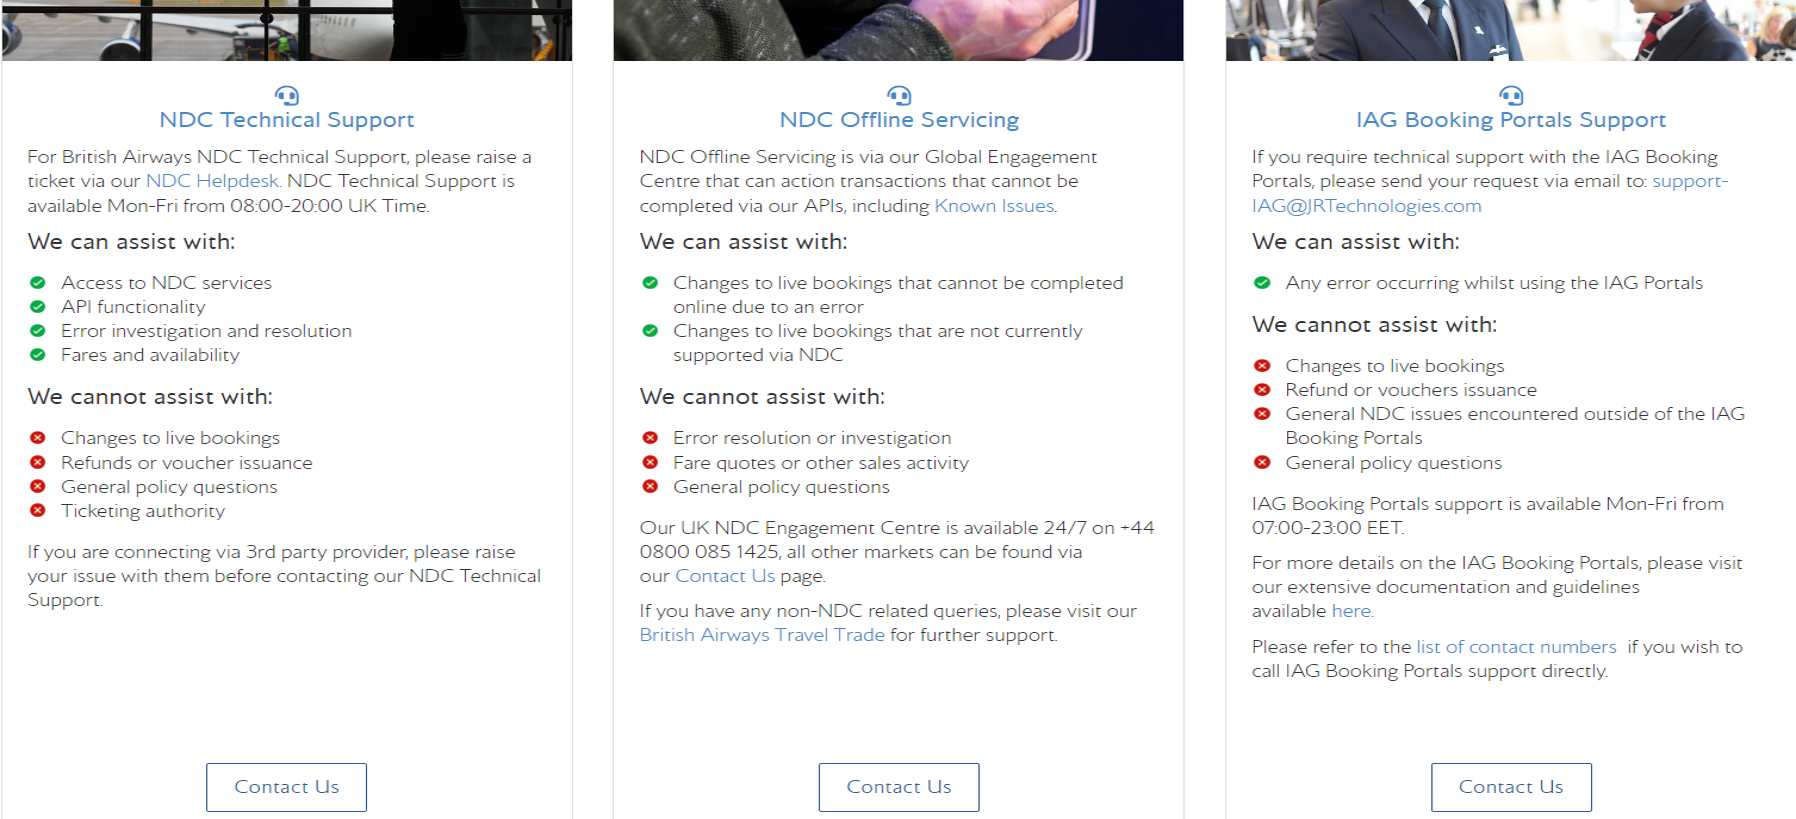 NDC Technical Support
For British Airways NDC Technical Support, please raise a
ticket via our NDC Helpdesk. NDC Technical Support is
available Mon-Fri from 08:00-20:00 UK Time.
We can assist with:
Access to NDC services
API functionality
Error investigation and resolution
Fares and availability
We cannot assist with:
Changes to live bookings
Refunds or voucher issuance
General policy questions
Ticketing authority
If you are connecting via 3rd party provider, please raise
your issue with them before contacting our NDC Technical
Support.
Contact Us
NDC Offline Servicing
NDC Offline Servicing is via our Global Engagement
Centre that can action transactions that cannot be
completed via our APIs, including Known Issues.
We can assist with:
Changes to live bookings that cannot be completed
online due to an error
Changes to live bookings that are not currently
supported via NDC
We cannot assist with:
Error resolution or investigation
Fare quotes or other sales activity
General policy questions
Our UK NDC Engagement Centre is available 24/7 on +44
0800 085 1425, all other markets can be found via
our Contact Us page.
If you have any non-NDC related queries, please visit our
British Airways Travel Trade for further support.
Contact Us
IAG Booking Portals Support
If you require technical support with the IAG Booking
Portals, please send your request via email to: support-
IAG@JRTechnologies.com
We can assist with:
Any error occurring whilst using the IAG Portals
We cannot assist with:
Changes to live bookings
Refund or vouchers issuance
General NDC issues encountered outside of the IAG
Booking Portals
General policy questions
IAG Booking Portals support is available Mon-Fri from
07:00-23:00 EET.
For more details on the IAG Booking Portals, please visit
our extensive documentation and guidelines
available here.
Please refer to the list of contact numbers if you wish to
call IAG Booking Portals support directly.
Contact Us